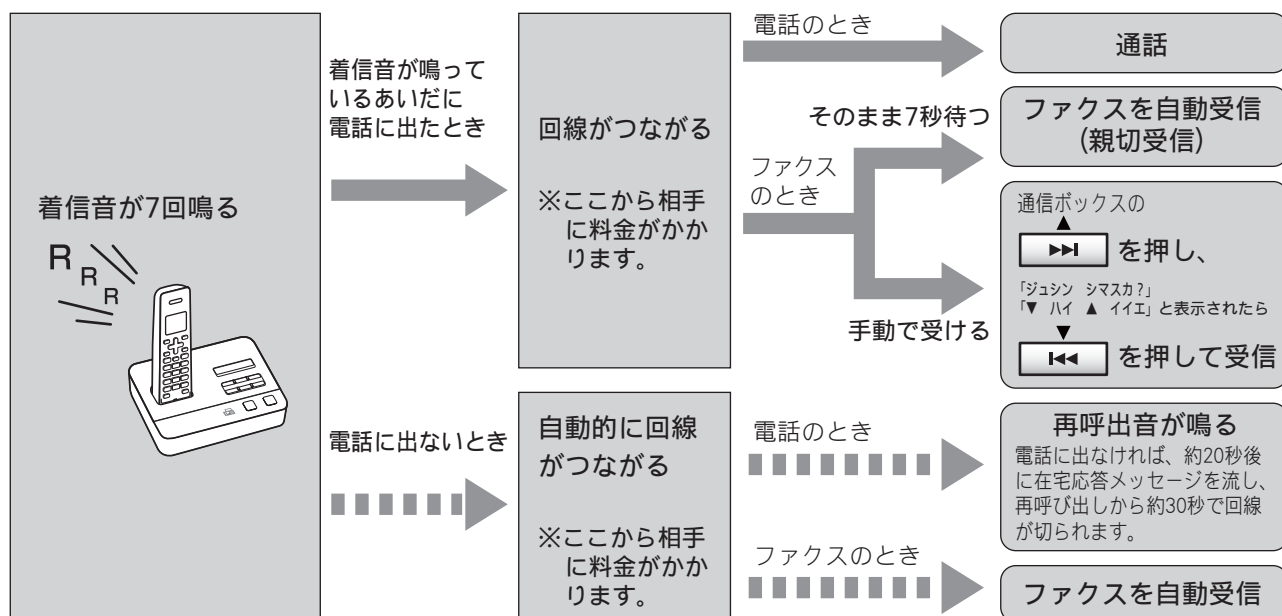 着信音が7回鳴る
R
R
R
着信音が鳴って
いるあいだに
電話に出たとき
回線がつながる
※ここから相手
に料金がかか
ります。
電話のとき
通話
ファクス
のとき
そのまま7秒待つ
ファクスを自動受信
(親切受信)
手動で受ける
通信ボックスの
▲
▶▶I を押し、
「ジュシン シマスカ?」
「▼ ハイ ▲ イイエ」と表示されたら
▼
I◀◀ を押して受信
電話に出ないとき
自動的に回線
がつながる
※ここから相手
に料金がかか
ります。
電話のとき
再呼出音が鳴る
電話に出なければ、約20秒後
に在宅応答メッセージを流し、
再呼び出しから約30秒で回線
が切られます。
ファクスのとき
ファクスを自動受信